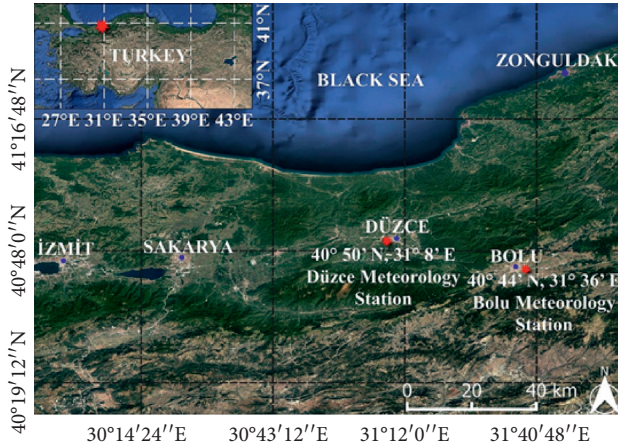 TURKEY
41°N
37°N
27°E 31°E 35°E 39°E 43°E
BLACK SEA
ZONGULDAK
41°16′48′′N
DÜZCE
40° 50' N, 31° 8' E
Düzce Meteorology
Station
İZMİT
SAKARYA
BOLU
40° 44' N, 31° 36' E
Bolu Meteorology
Station
40°48′0′′N
40°19′12′′N
0 20 40 km
N
30°14′24′′E 30°43′12′′E 31°12′0′′E 31°40′48′′E